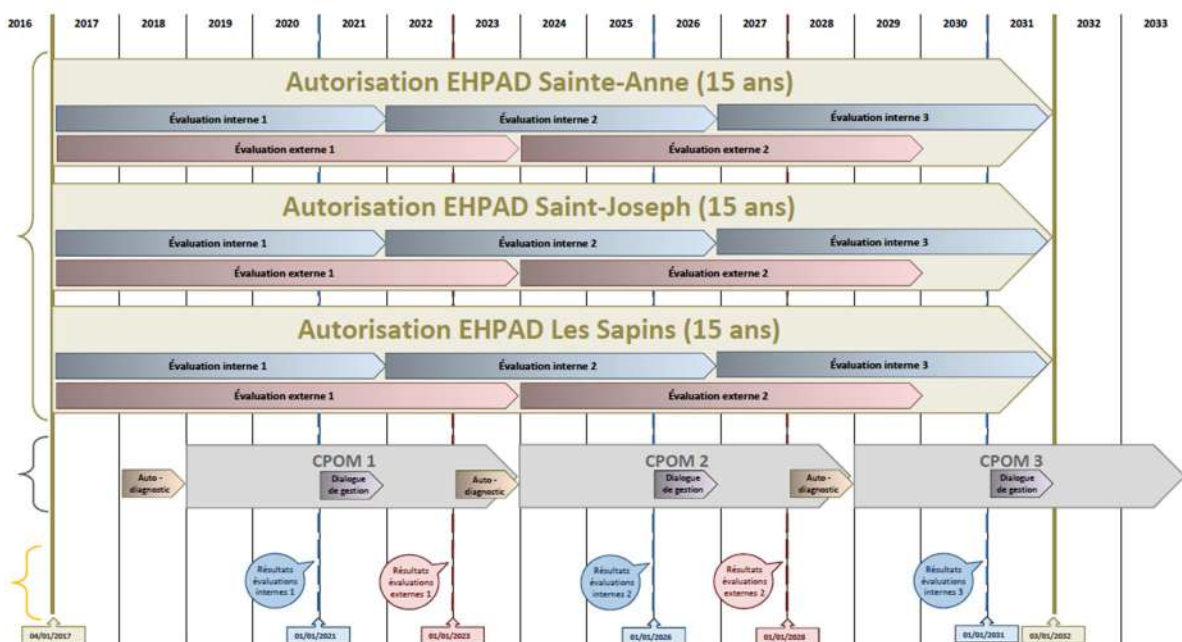 2016 2017 2018 2019 2020 2021 2022 2023 2024 2025 2026 2027 2028 2029 2030 2031 2032 2033
Autorisation EHPAD Sainte-Anne (15 ans)
Évaluation interne 1 Évaluation interne 2 Évaluation interne 3
Évaluation externe 1 Évaluation externe 2
Autorisation EHPAD Saint-Joseph (15 ans)
Évaluation interne 1 Évaluation interne 2 Évaluation interne 3
Évaluation externe 1 Évaluation externe 2
Autorisation EHPAD Les Sapins (15 ans)
Évaluation interne 1 Évaluation interne 2 Évaluation interne 3
Évaluation externe 1 Évaluation externe 2
CPOM 1 CPOM 2 CPOM 3
Auto-
diagnostic
Dialogue
de gestion
Auto-
diagnostic
Dialogue
de gestion
Auto-
diagnostic
Dialogue
de gestion
Résultats
évaluations
internes 1
Résultats
évaluations
externes 1
Résultats
évaluations
internes 2
Résultats
évaluations
externes 2
Résultats
évaluations
internes 3
04/01/2017 01/01/2021 01/01/2023 01/01/2026 01/01/2028 01/01/2031 03/01/2032